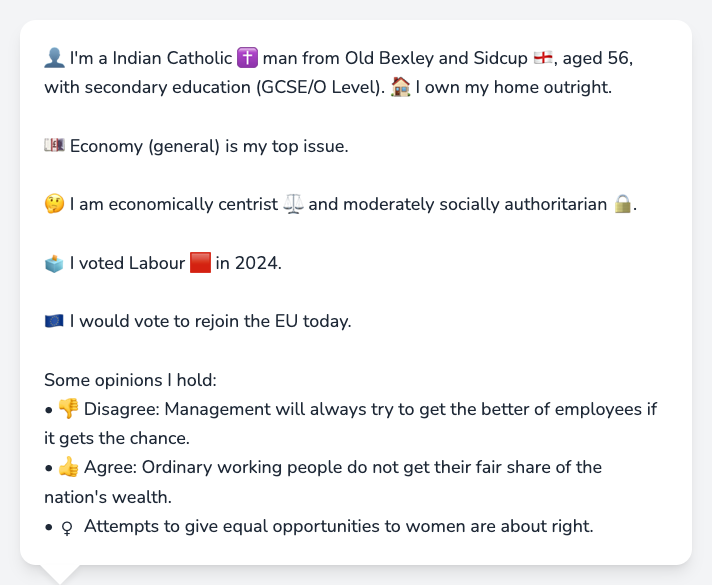 👤 I'm a Indian Catholic ✝️ man from Old Bexley and Sidcup 🏴󠁧󠁢󠁥󠁮󠁧󠁿, aged 56,
with secondary education (GCSE/O Level). 🏠 I own my home outright.
💷 Economy (general) is my top issue.
🤔 I am economically centrist ⚖️ and moderately socially authoritarian 🔒.
🗳️ I voted Labour 🟥 in 2024.
🇪🇺 I would vote to rejoin the EU today.
Some opinions I hold:
• 👎 Disagree: Management will always try to get the better of employees if
it gets the chance.
• 👍 Agree: Ordinary working people do not get their fair share of the
nation's wealth.
• ♀ Attempts to give equal opportunities to women are about right.